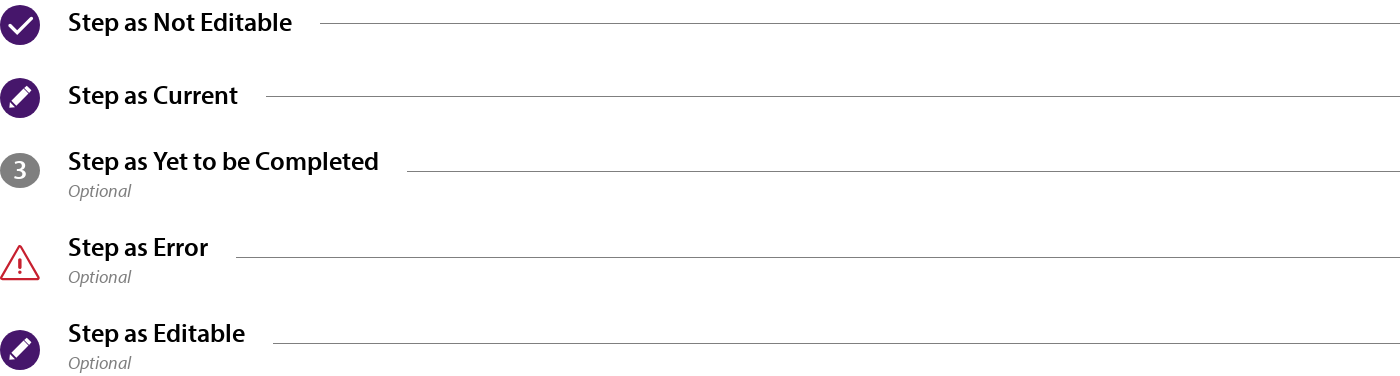 Step as Not Editable
Step as Current
3 Step as Yet to be Completed
Optional
Step as Error
Optional
Step as Editable
Optional